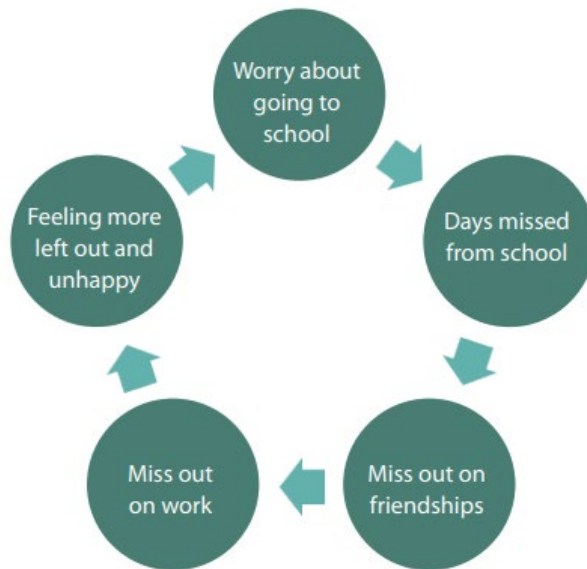 Worry about
going to
school
Days missed
from school
Miss out on
friendships
Miss out
on work
Feeling more
left out and
unhappy